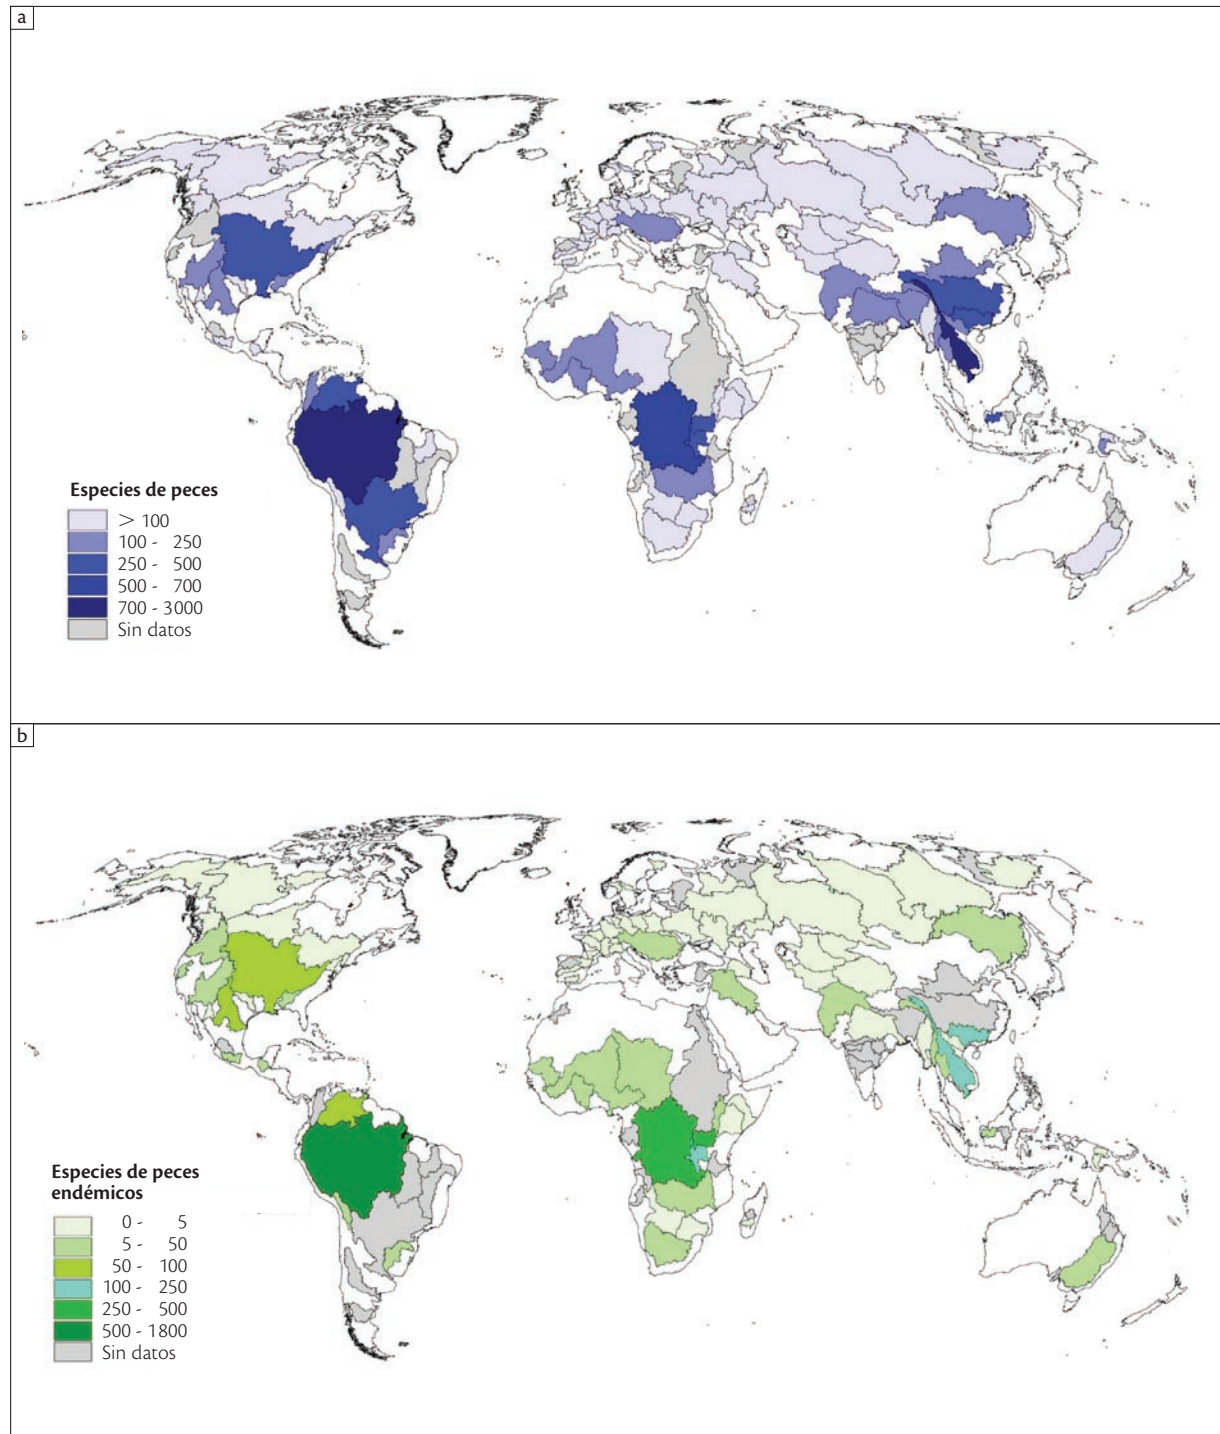 a
Especies de peces
> 100
100 - 250
250 - 500
500 - 700
700 - 3000
Sin datos
b
Especies de peces
endémicos
0 - 5
5 - 50
50 - 100
100 - 250
250 - 500
500 - 1800
Sin datos